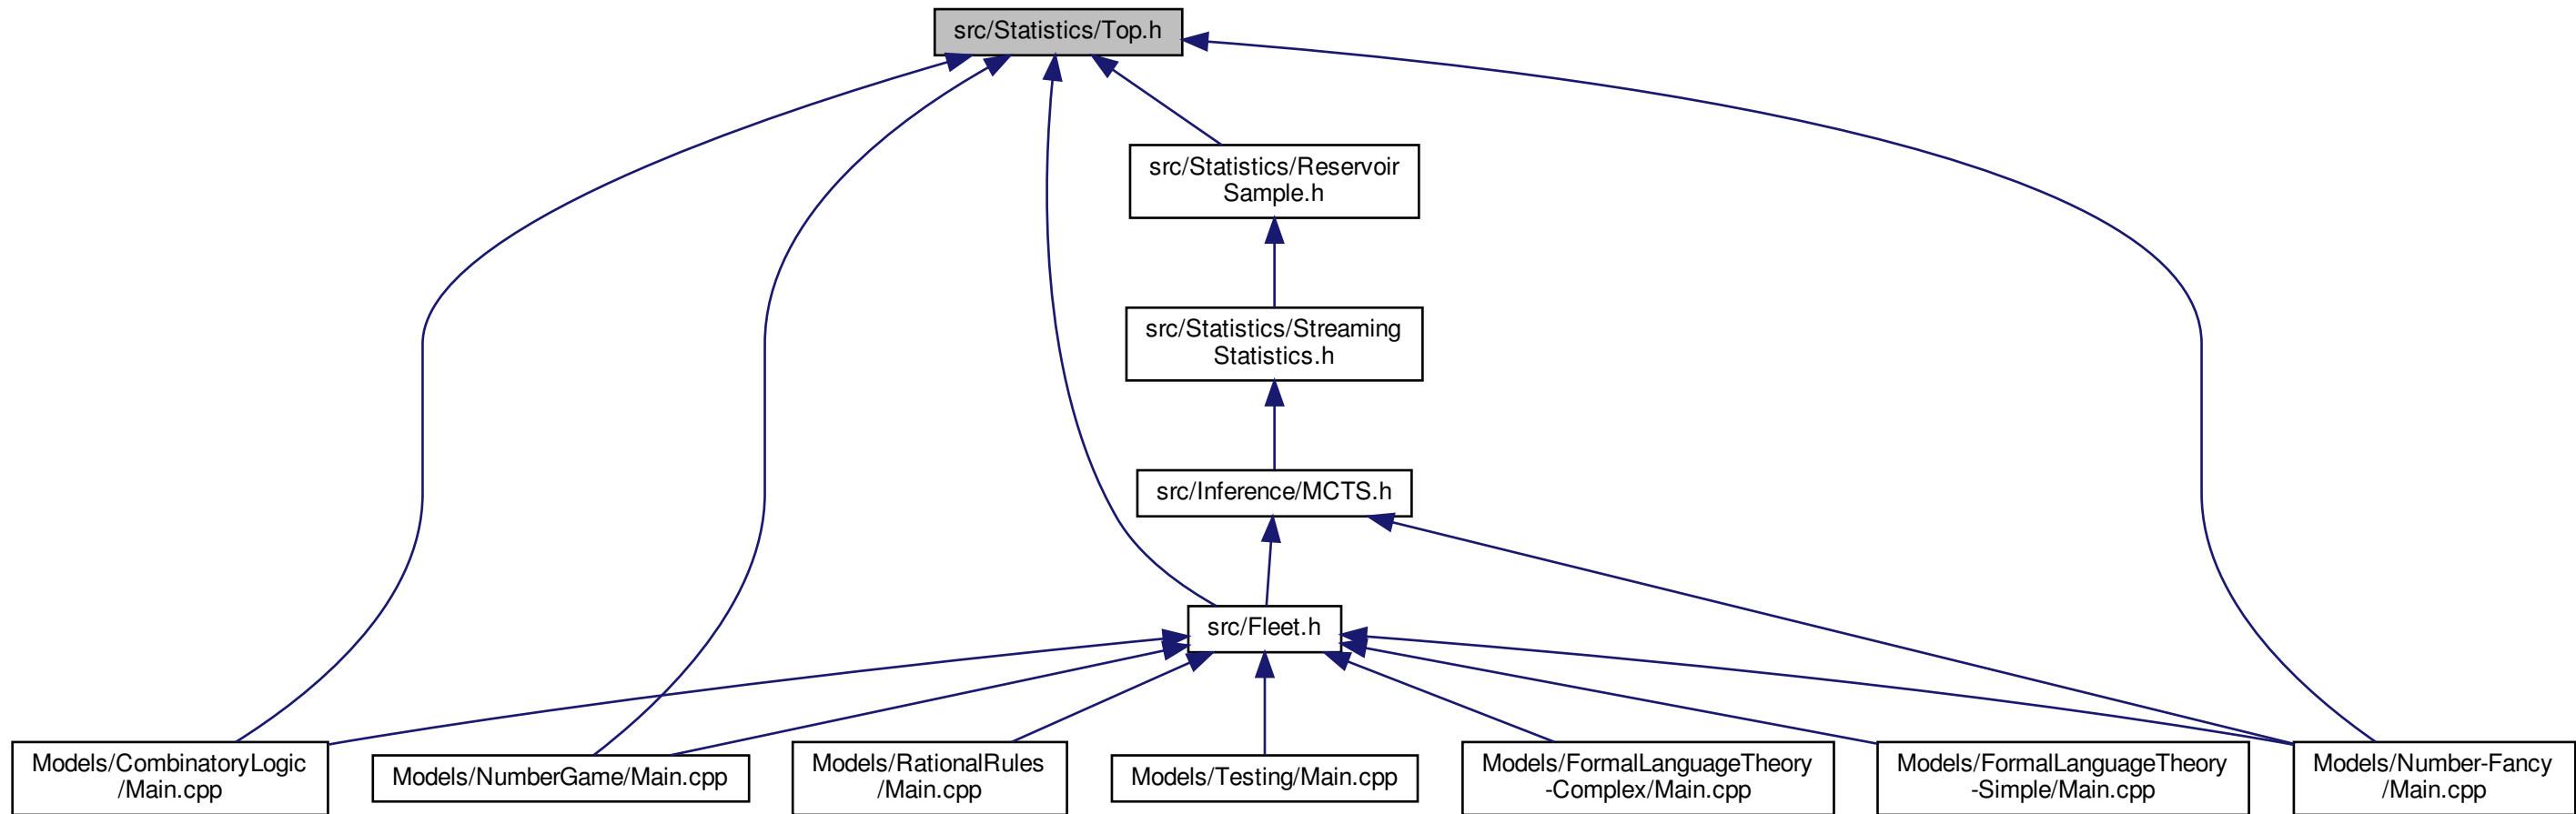 src/Statistics/Top.h
src/Statistics/Reservoir
Sample.h
src/Statistics/Streaming
Statistics.h
src/Inference/MCTS.h
src/Fleet.h
Models/CombinatoryLogic
/Main.cpp
Models/NumberGame/Main.cpp
Models/RationalRules
/Main.cpp
Models/Testing/Main.cpp
Models/FormalLanguageTheory
-Complex/Main.cpp
Models/FormalLanguageTheory
-Simple/Main.cpp
Models/Number-Fancy
/Main.cpp